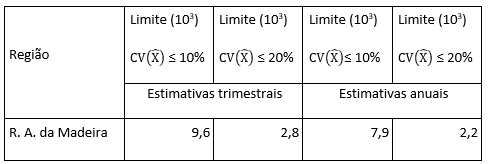 Região
Limite (10³) Limite (10³) Limite (10³) Limite (10³)
CV(X̂) ≤ 10% CV(X̂) ≤ 20% CV(X̂)≤ 10% CV(X̂) ≤ 20%
Estimativas trimestrais Estimativas anuais
R. A. da Madeira 9,6 2,8 7,9 2,2